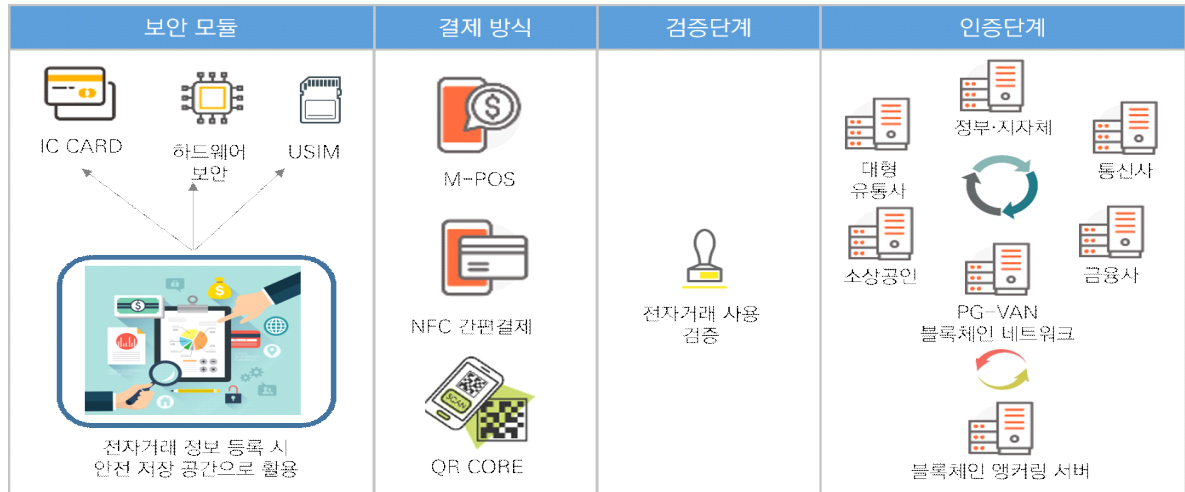 보안 모듈
결제 방식
검증단계
인증단계
IC CARD
하드웨어
보안
USIM
전자거래 정보 등록 시
안전 저장 공간으로 활용
M-POS
NFC 간편결제
SCAN
QR CORE
전자거래 사용
검증
정부·지자체
대형
유통사
통신사
소상공인
금융사
PG-VAN
블록체인 네트워크
블록체인 앵커링 서버